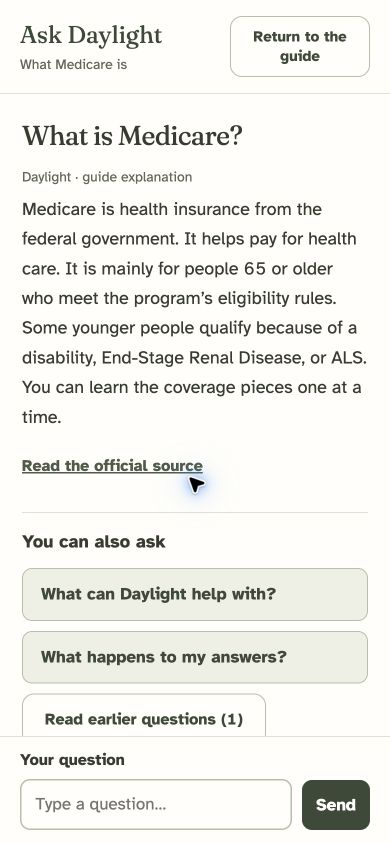 Ask Daylight
What Medicare is
Return to the
guide
What is Medicare?
Daylight · guide explanation
Medicare is health insurance from the
federal government. It helps pay for health
care. It is mainly for people 65 or older
who meet the program’s eligibility rules.
Some younger people qualify because of a
disability, End-Stage Renal Disease, or ALS.
You can learn the coverage pieces one at a
time.
Read the official source
You can also ask
What can Daylight help with?
What happens to my answers?
Read earlier questions (1)
Your question
Type a question...
Send